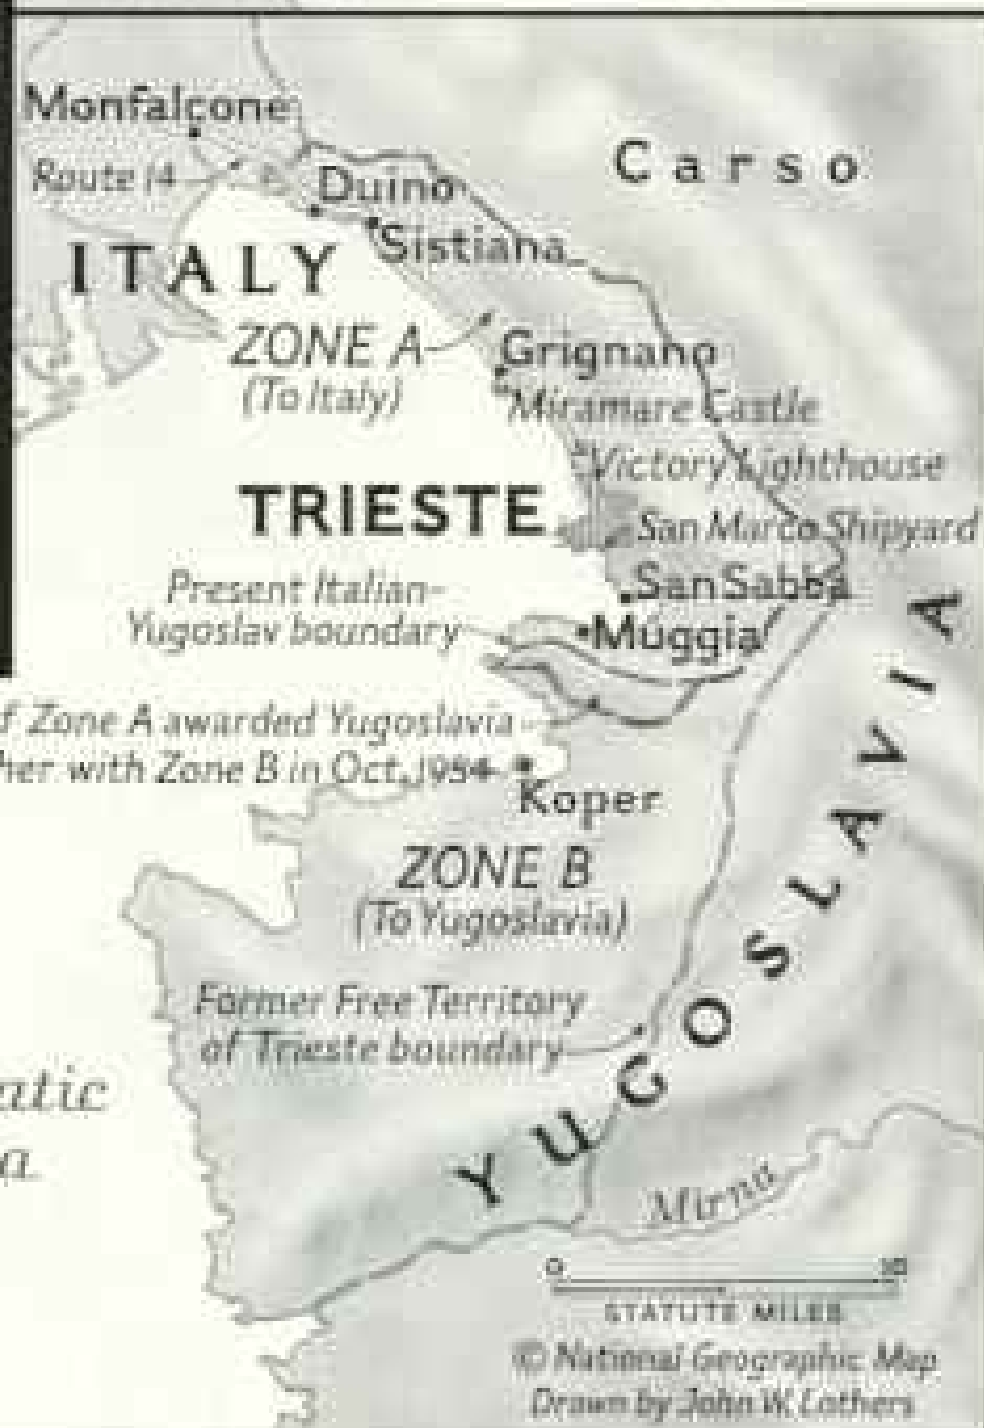 Monfalcone
Carso
Route 14
Duino
Sistiana
ITALY
ZONE A
(To Italy)
Grignano
Miramare Castle
Victory Lighthouse
TRIESTE
San Marco Shipyard
San Sabba
Present Italian-
Yugoslav boundary
Muggia
f Zone A awarded Yugoslavia
her with Zone B in Oct. 1954
Koper
ZONE B
(To Yugoslavia)
YUGOSLAVIA
Former Free Territory
of Trieste boundary
atic
a
Mirna
0 10
STATUTE MILES
© National Geographic Map
Drawn by John W. Lothers